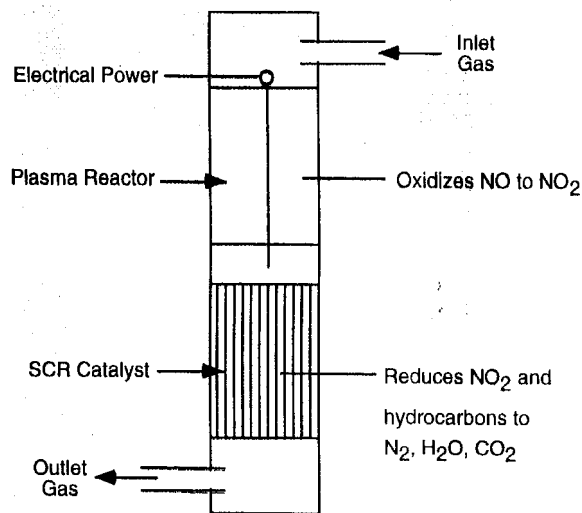 Inlet
Gas
Electrical Power
Plasma Reactor
Oxidizes NO to NO₂
SCR Catalyst
Reduces NO₂ and
hydrocarbons to
N₂, H₂O, CO₂
Outlet
Gas